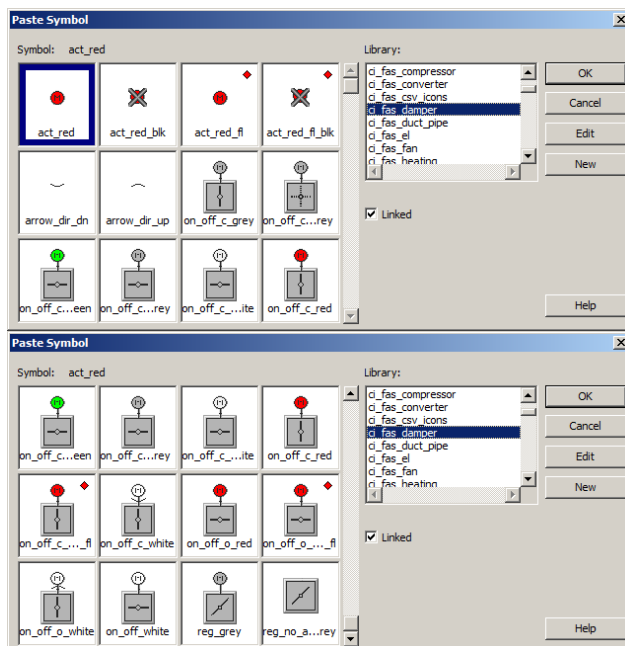 Paste Symbol
Symbol: act_red
Library:
act_red
act_red_blk
act_red_fl
act_red_fl_blk
arrow_dir_dn
arrow_dir_up
on_off_c_grey
on_off_c...rey
on_off_c...een
on_off_c...rey
on_off_c_...ite
on_off_c_red
ci_fas_compressor
ci_fas_converter
ci_fas_csv_icons
ci_fas_damper
ci_fas_duct_pipe
ci_fas_el
ci_fas_fan
ci_fas_heating
Linked
OK
Cancel
Edit
New
Help
Paste Symbol
Symbol: act_red
Library:
on_off_c...een
on_off_c...rey
on_off_c_...ite
on_off_c_red
on_off_c_..._fl
on_off_c_white
on_off_o_red
on_off_o_..._fl
on_off_o_white
on_off_white
reg_grey
reg_no_a...rey
ci_fas_compressor
ci_fas_converter
ci_fas_csv_icons
ci_fas_damper
ci_fas_duct_pipe
ci_fas_el
ci_fas_fan
ci_fas_heating
Linked
OK
Cancel
Edit
New
Help